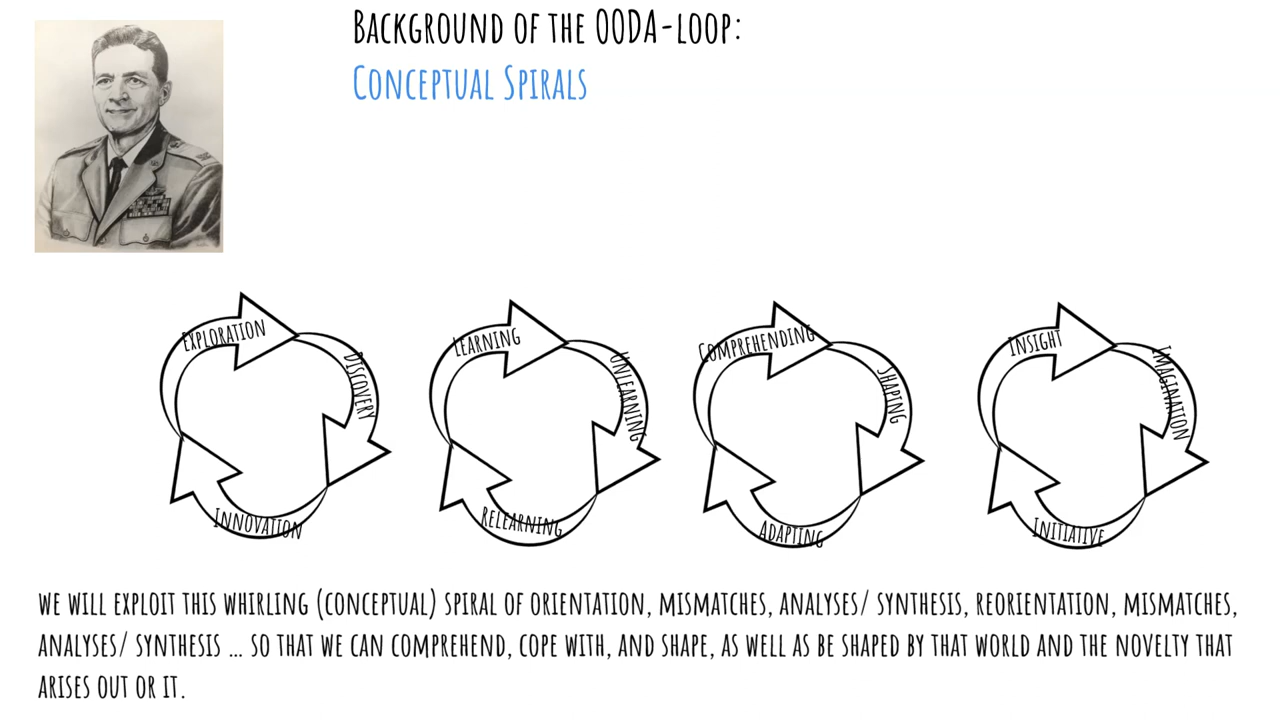 Background of the OODA-loop:
Conceptual Spirals
Exploration
Discovery
Innovation
Learning
Unlearning
Relearning
Comprehending
Shaping
Adapting
Insight
Imagination
Initiative
we will exploit this whirling (conceptual) spiral of orientation, mismatches, analyses/ synthesis, reorientation, mismatches,
analyses/ synthesis ... so that we can comprehend, cope with, and shape, as well as be shaped by that world and the novelty that
arises out or it.